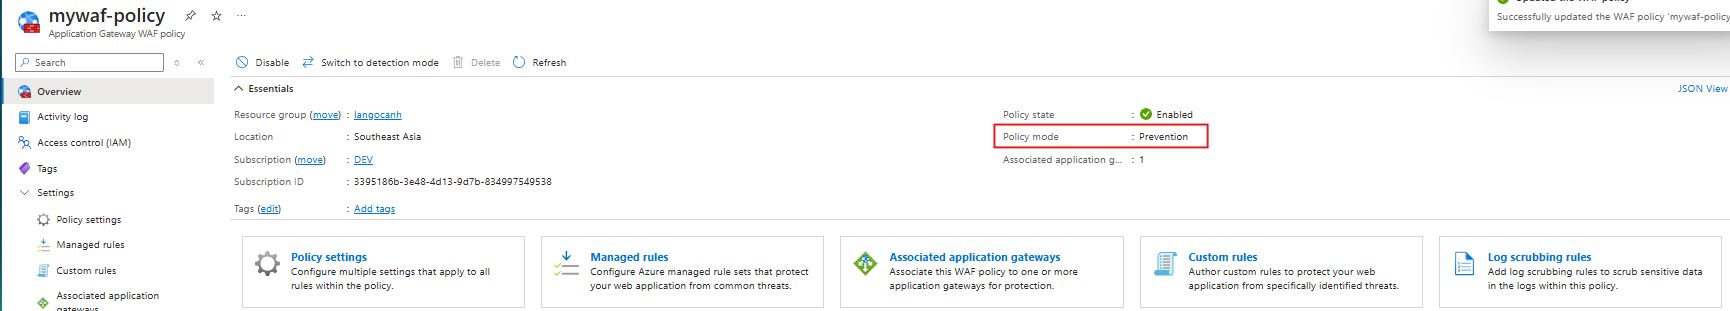 mywaf-policy
Application Gateway WAF policy
Updated the WAF policy
Successfully updated the WAF policy 'mywaf-policy
Search
Disable
Switch to detection mode
Delete
Refresh
Overview
Activity log
Access control (IAM)
Tags
Settings
Policy settings
Managed rules
Custom rules
Associated application
gateways
Essentials
JSON View
Resource group (move) : langocanh
Location : Southeast Asia
Subscription (move) : DEV
Subscription ID : 3395186b-3e48-4d13-9d7b-834997549538
Tags (edit) : Add tags
Policy state : Enabled
Policy mode : Prevention
Associated application g... : 1
Policy settings
Configure multiple settings that apply to all
rules within the policy.
Managed rules
Configure Azure managed rule sets that protect
your web application from common threats.
Associated application gateways
Associate this WAF policy to one or more
application gateways for protection.
Custom rules
Author custom rules to protect your web
application from specifically identified threats.
Log scrubbing rules
Add log scrubbing rules to scrub sensitive data
in the logs within this policy.